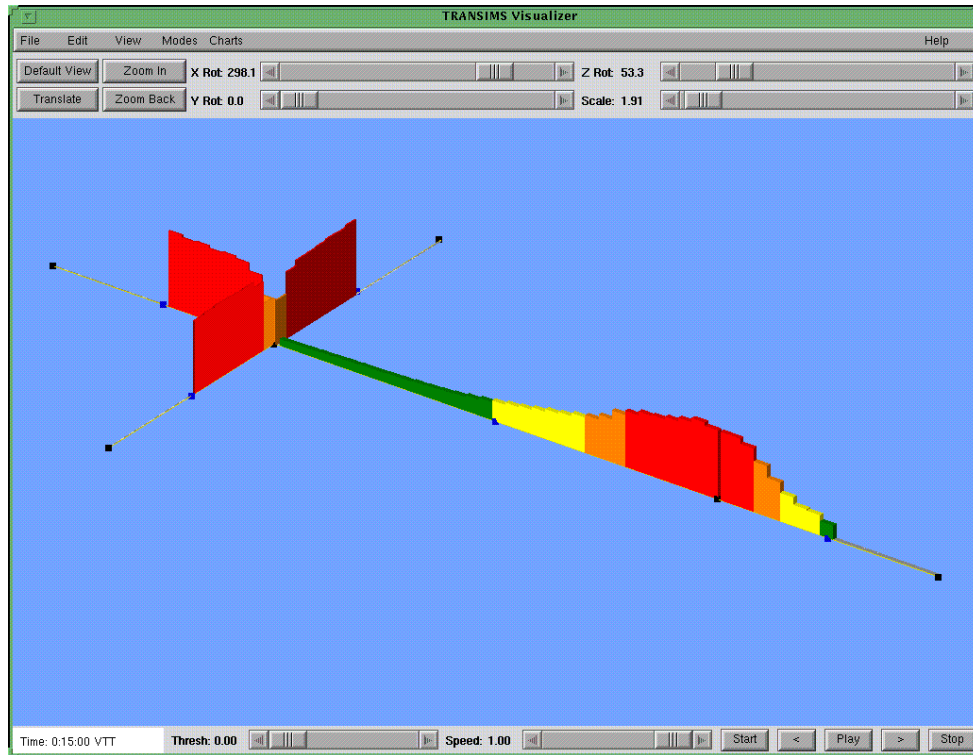 TRANSIMS Visualizer
File Edit View Modes Charts Help
Default View Zoom In X Rot: 298.1 Z Rot: 53.3
Translate Zoom Back Y Rot: 0.0 Scale: 1.91
Time: 0:15:00 VTT Thresh: 0.00 Speed: 1.00 Start < Play > Stop